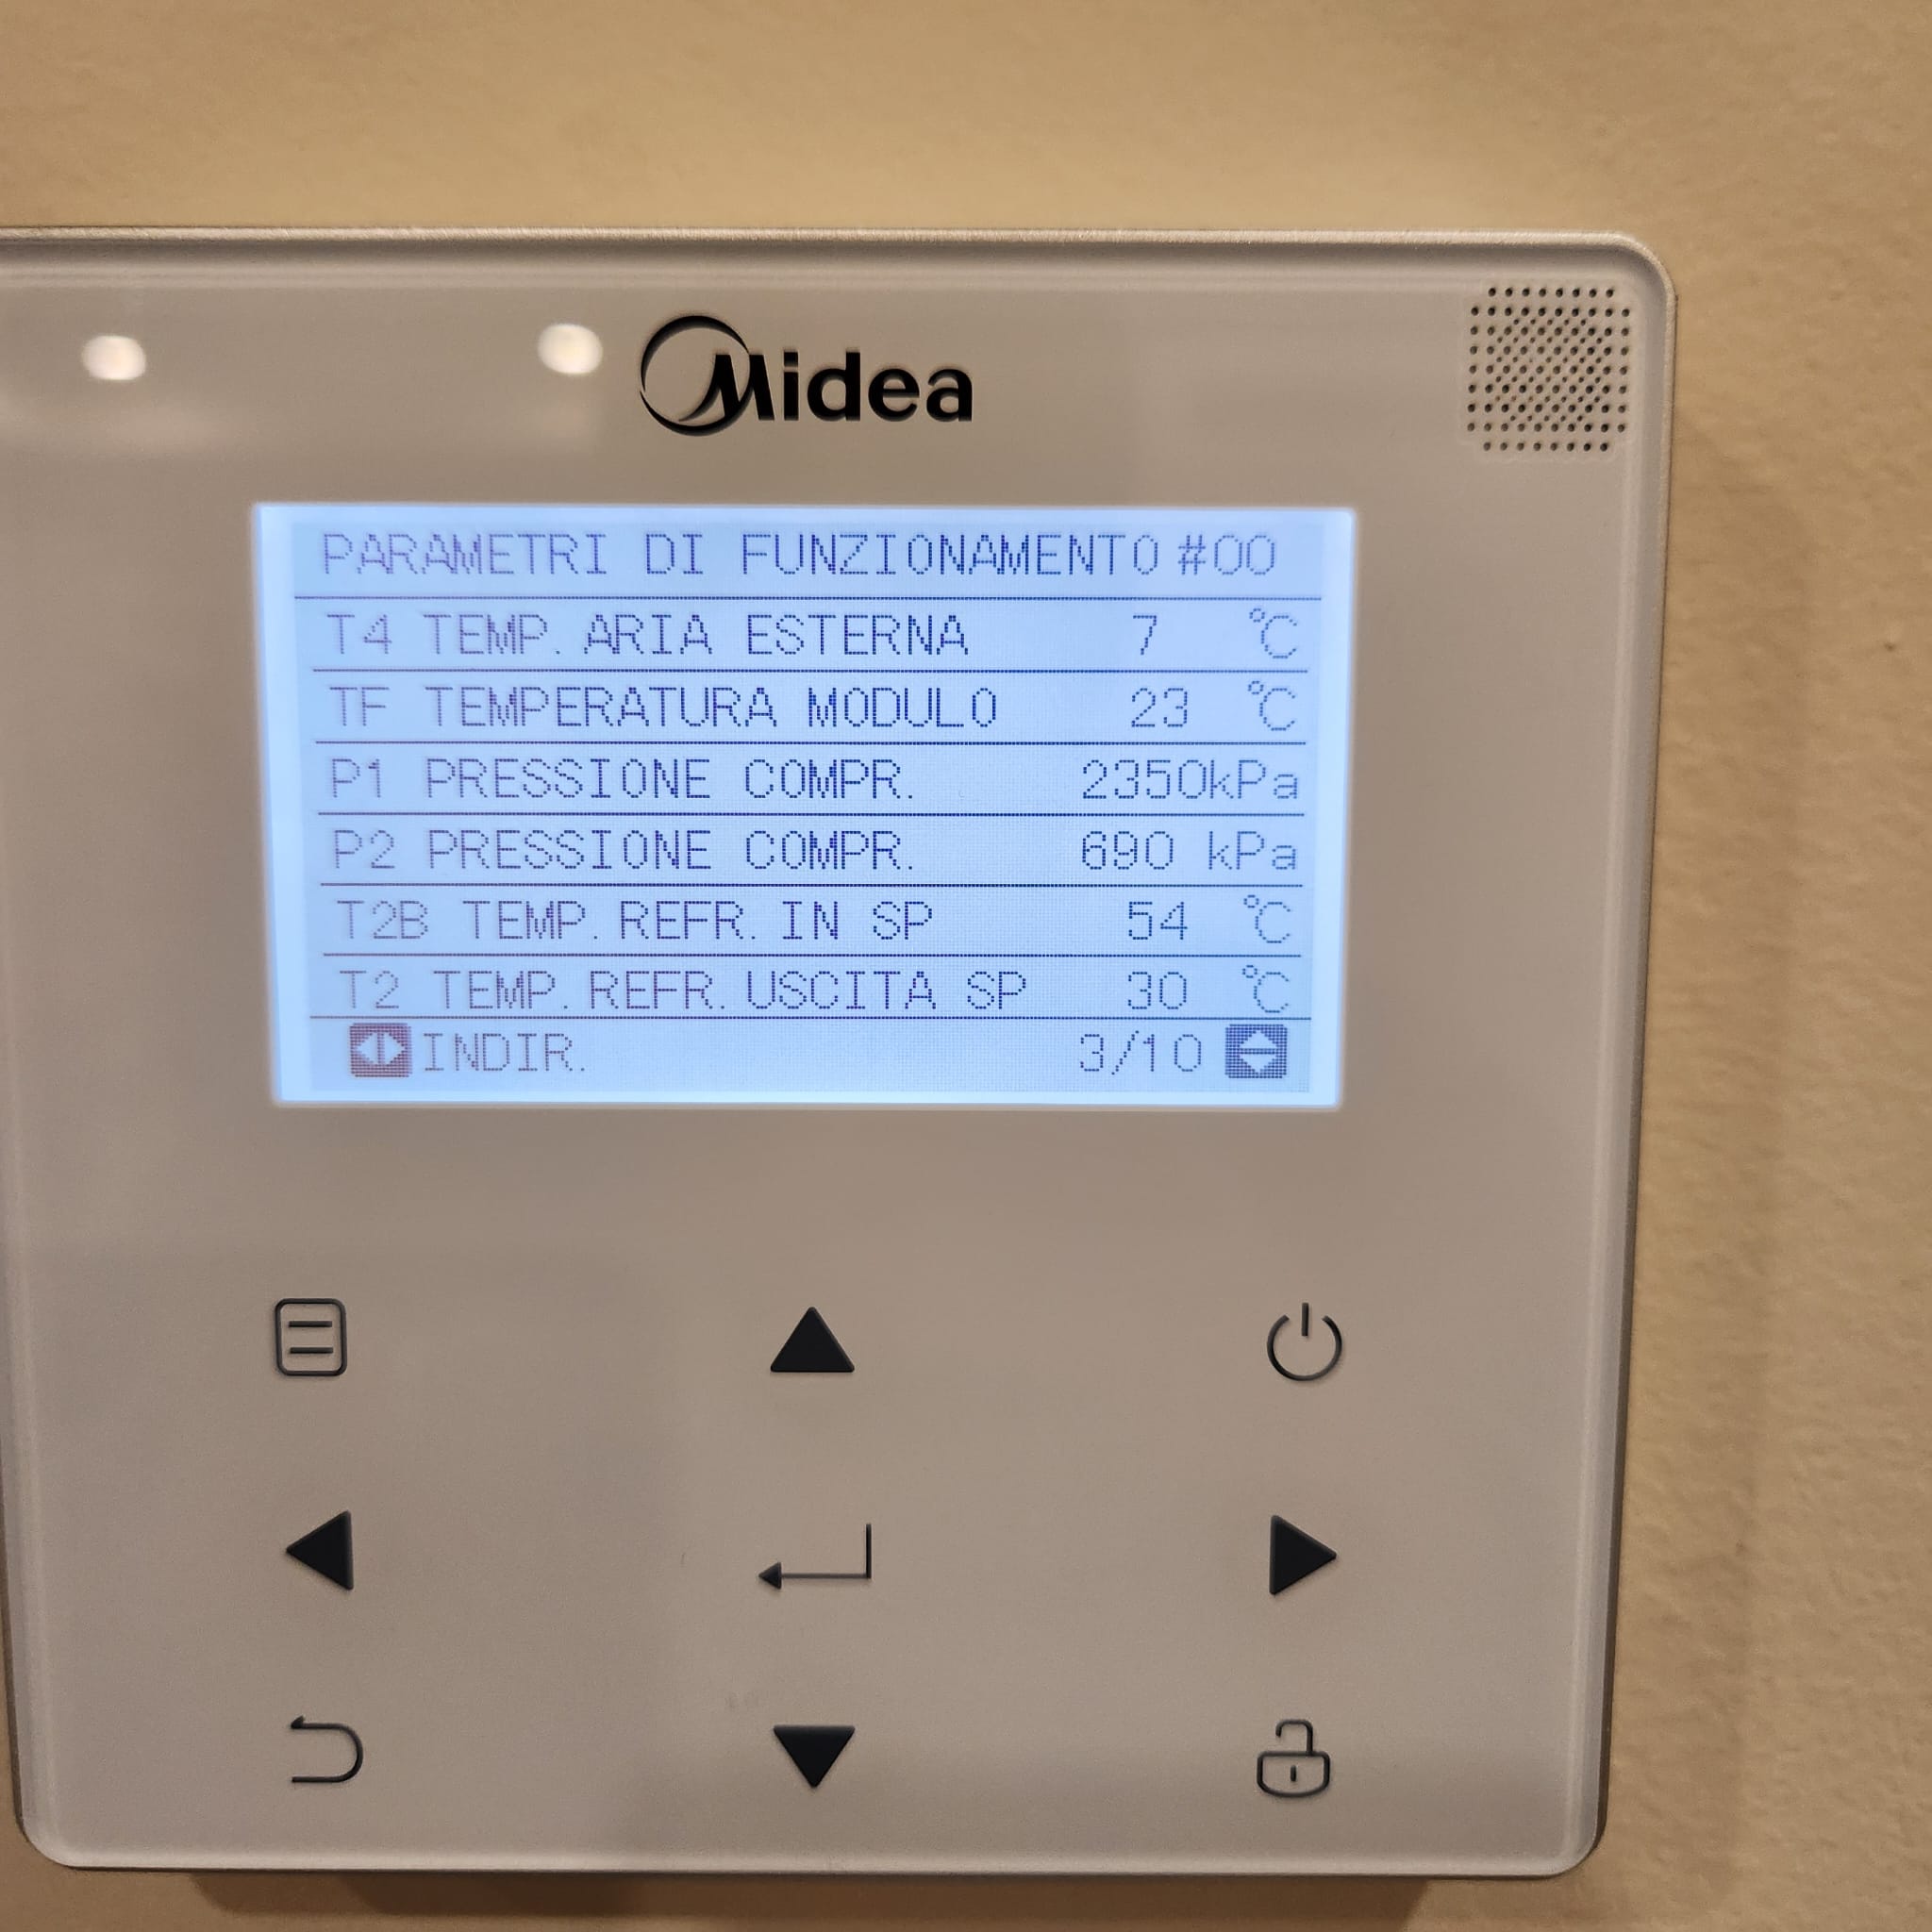 Midea
PARAMETRI DI FUNZIONAMENTO #00
T4 TEMP. ARIA ESTERNA 7 °C
TF TEMPERATURA MODULO 23 °C
P1 PRESSIONE COMPR. 2350kPa
P2 PRESSIONE COMPR. 690 kPa
T2B TEMP. REFR. IN SP 54 °C
T2 TEMP. REFR. USCITA SP 30 °C
INDIR. 3/10